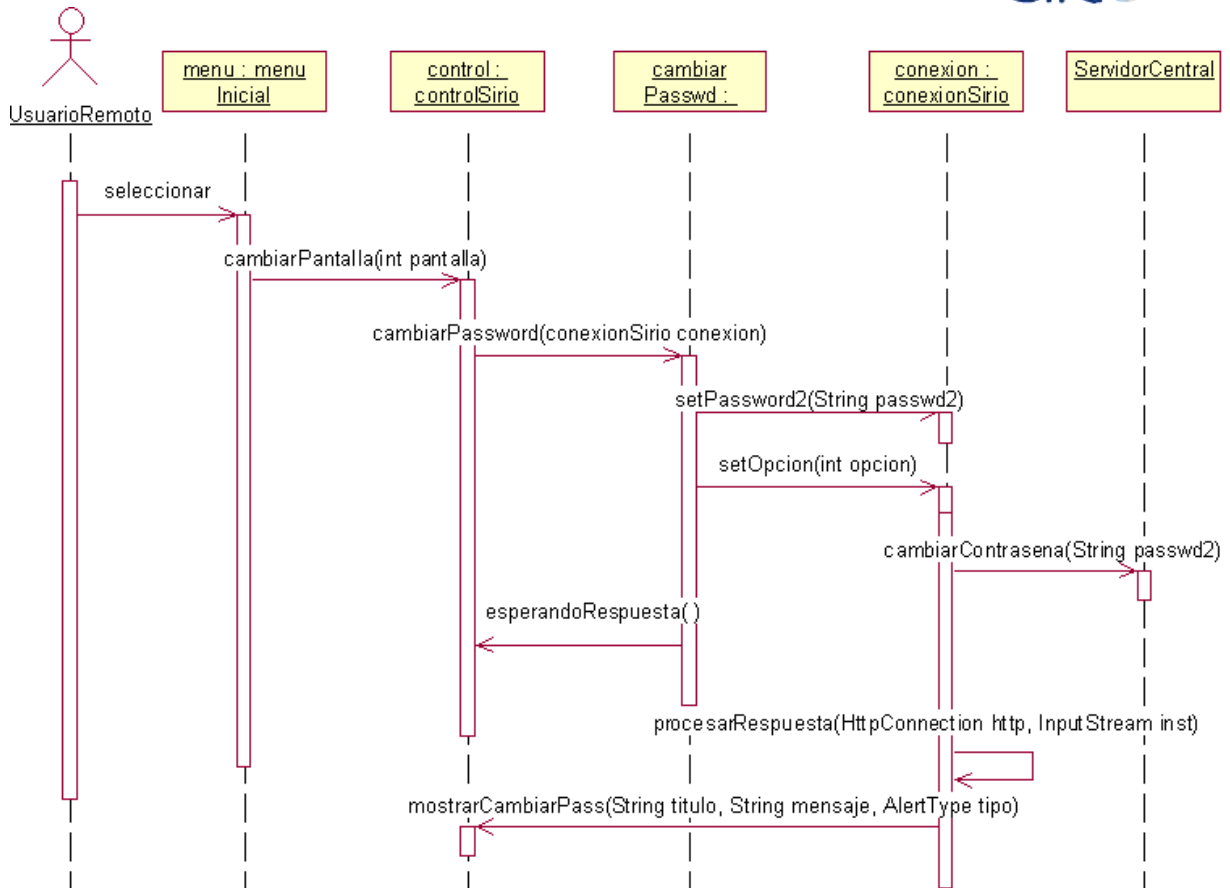 UsuarioRemoto
menu : menu
Inicial
control :
controlSirio
cambiar
Passwd :
conexion :
conexionSirio
ServidorCentral
seleccionar
cambiarPantalla(int pantalla)
cambiarPassword(conexionSirio conexion)
setPassword2(String passwd2)
setOpcion(int opcion)
cambiarContrasena(String passwd2)
esperandoRespuesta( )
procesarRespuesta(HttpConnection http, InputStream inst)
mostrarCambiarPass(String titulo, String mensaje, AlertType tipo)